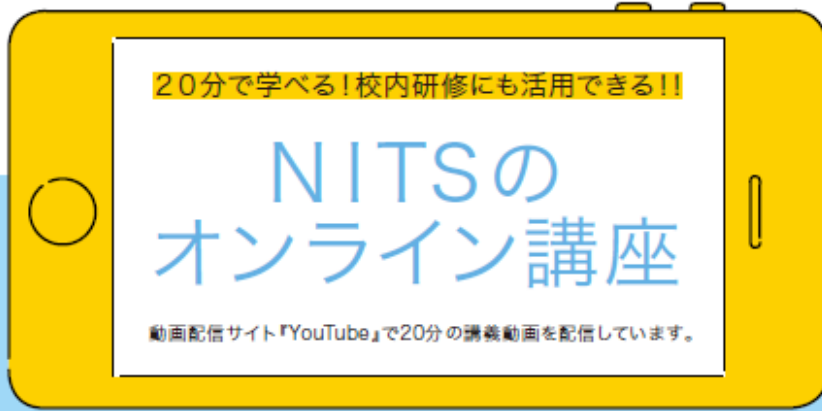 20分で学べる!校内研修にも活用できる!!
NITSの
オンライン講座
動画配信サイト『YouTube』で20分の講義動画を配信しています。